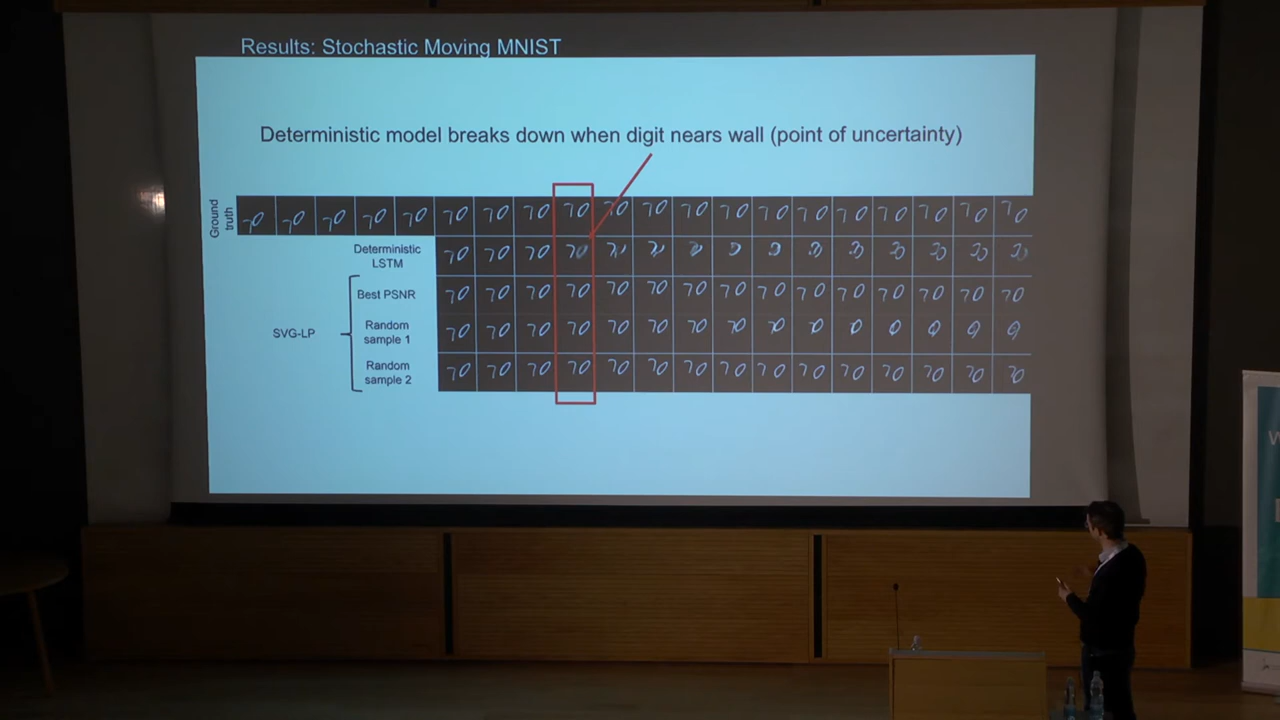 Results: Stochastic Moving MNIST
Deterministic model breaks down when digit nears wall (point of uncertainty)
Ground
truth
Deterministic
LSTM
Best PSNR
SVG-LP
Random
sample 1
Random
sample 2